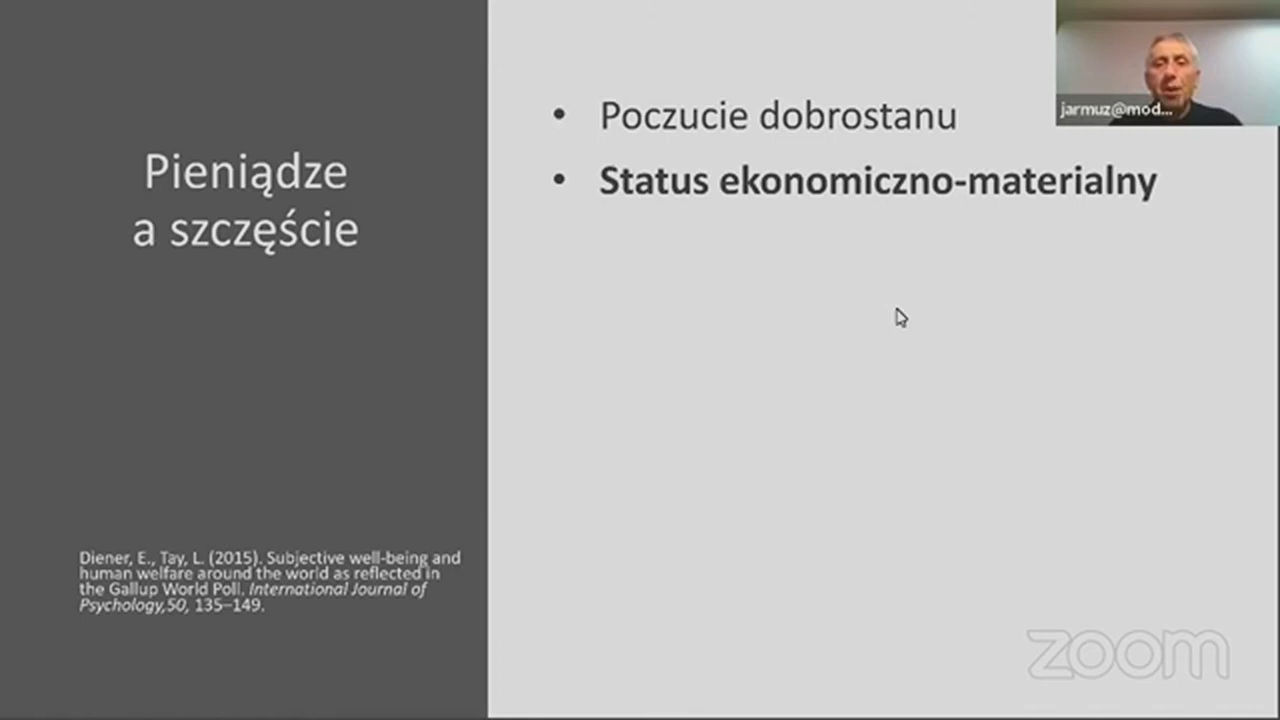 Pieniądze
a szczęście
Diener, E., Tay, L. (2015). Subjective well-being and
human welfare around the world as reflected in
the Gallup World Poll. International Journal of
Psychology,50, 135–149.
• Poczucie dobrostanu
• Status ekonomiczno-materialny
jarmuz@mod...
zoom